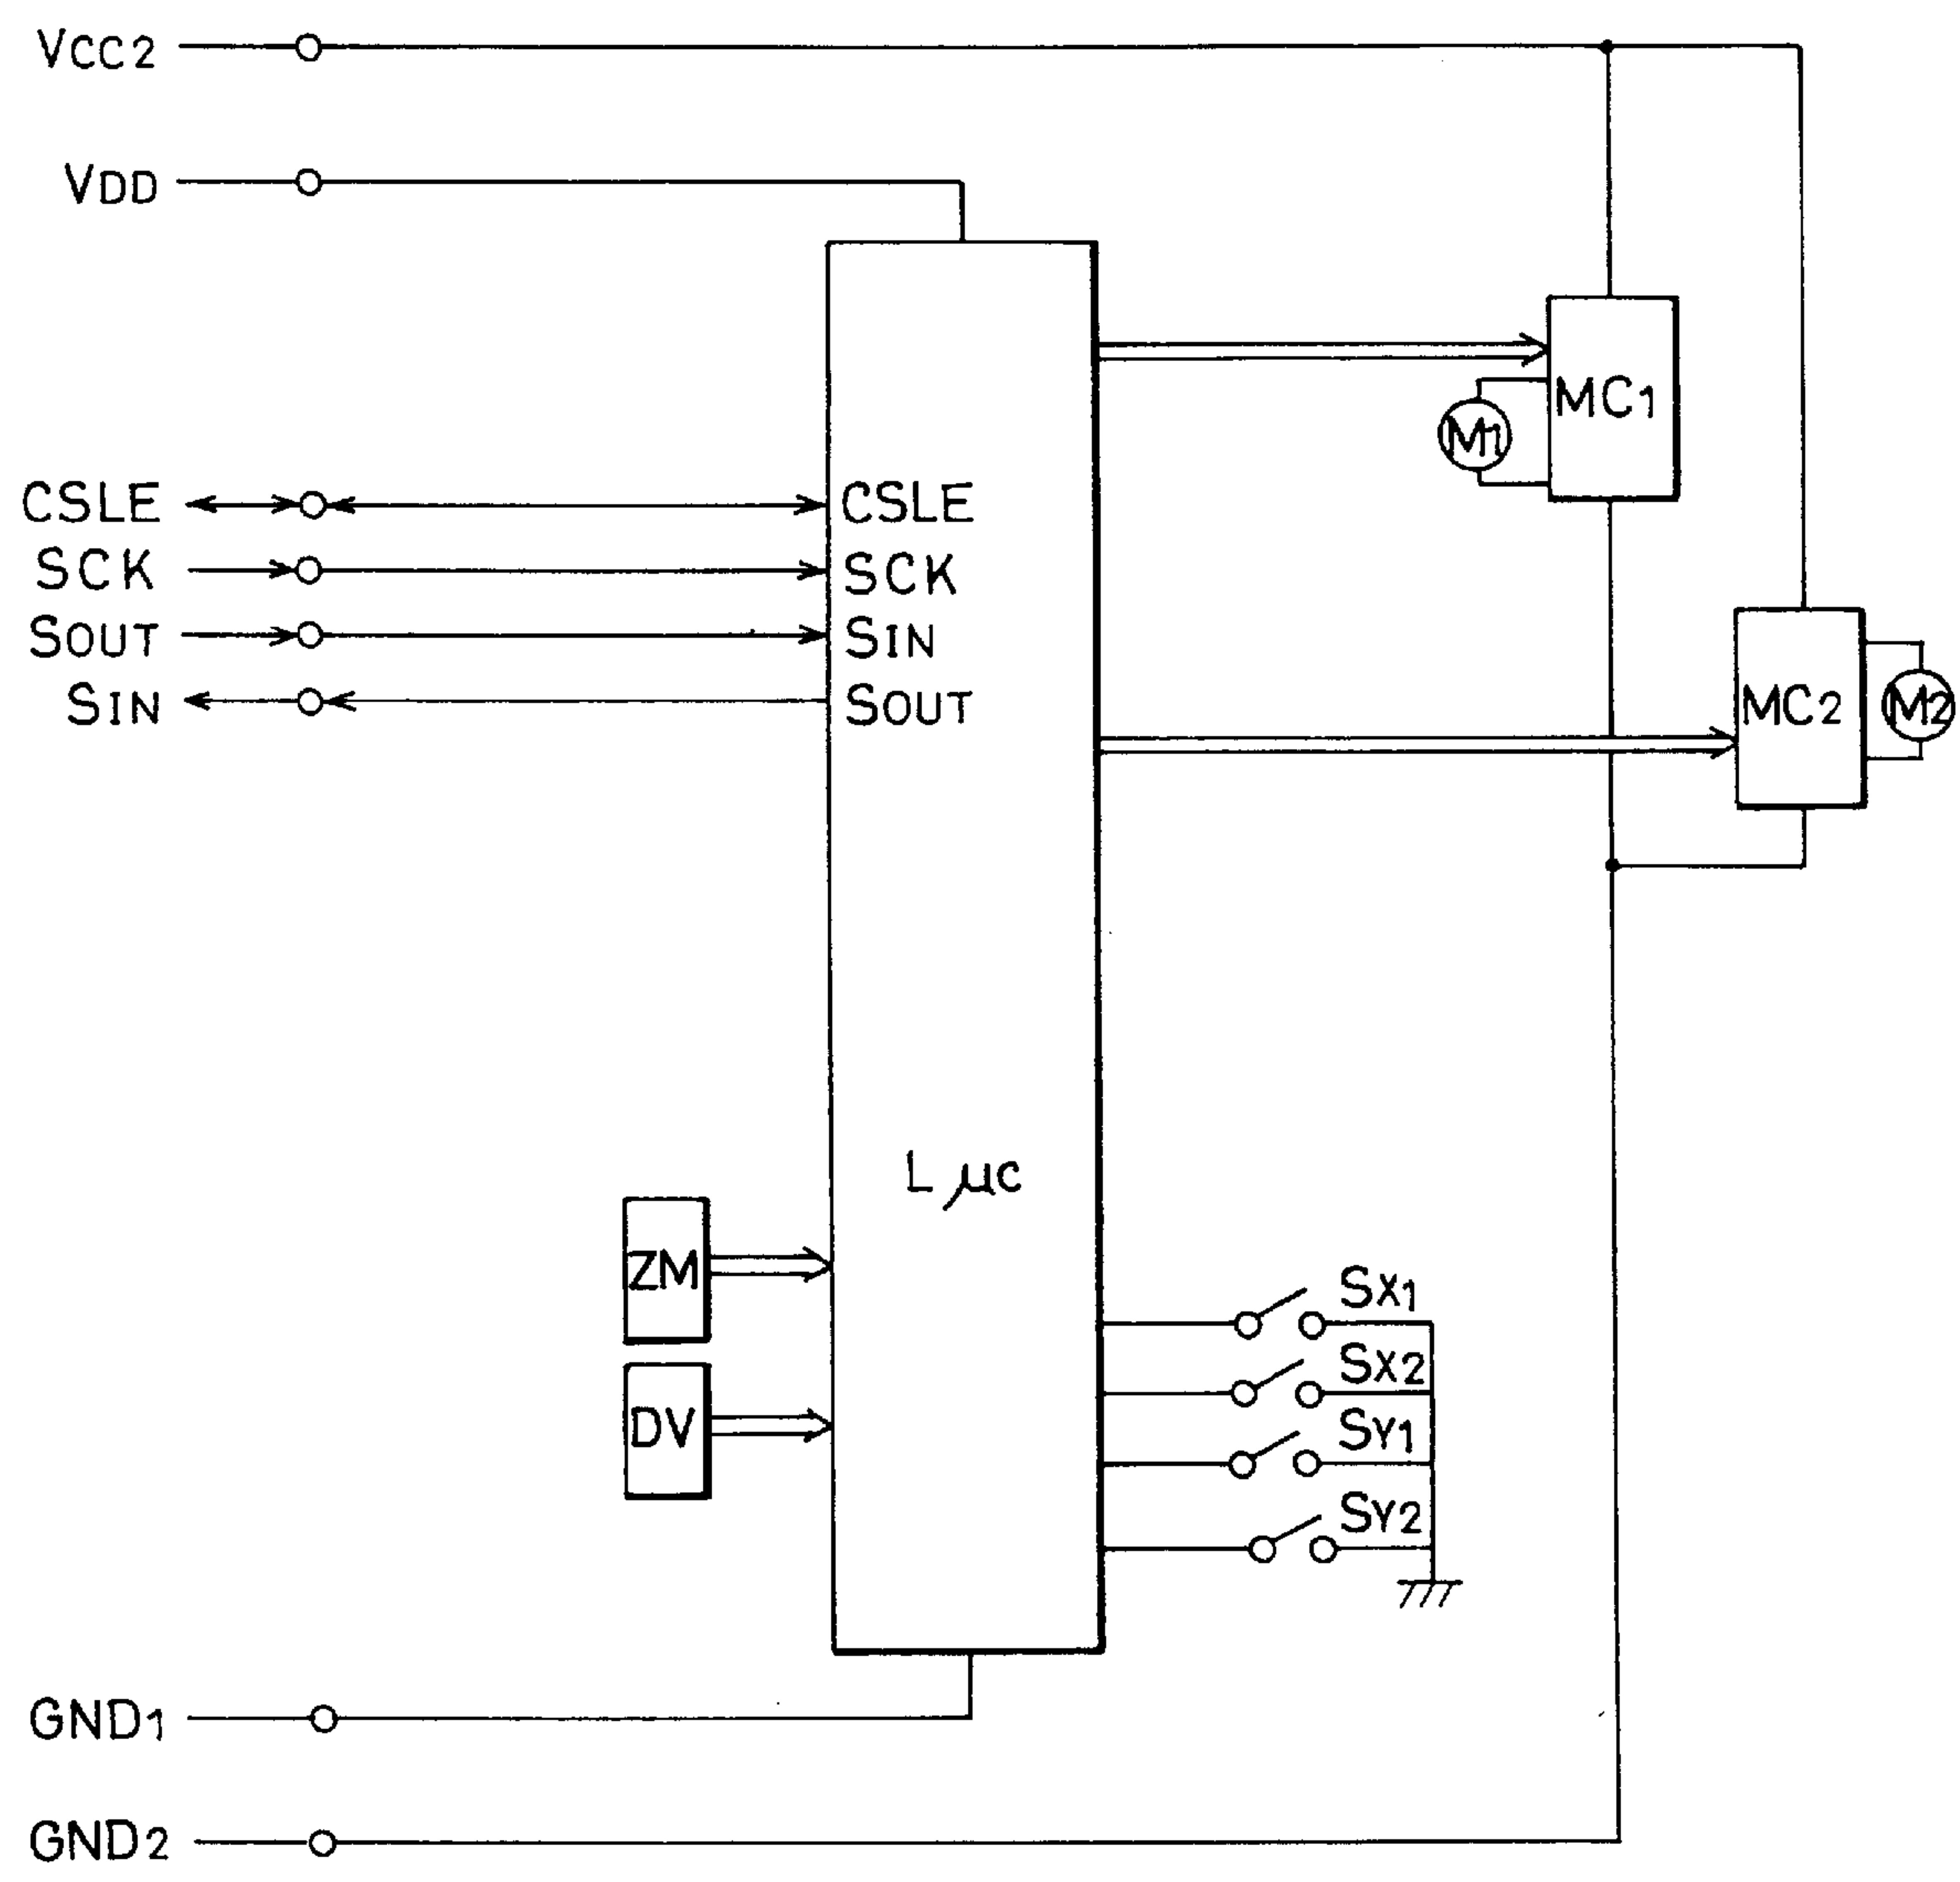 VCC2
VDD
MC1
M1
CSLE CSLE
SCK SCK
SOUT SIN
SIN SOUT
MC2 M2
L μc
ZM
SX1
SX2
DV
SY1
SY2
GND1
GND2